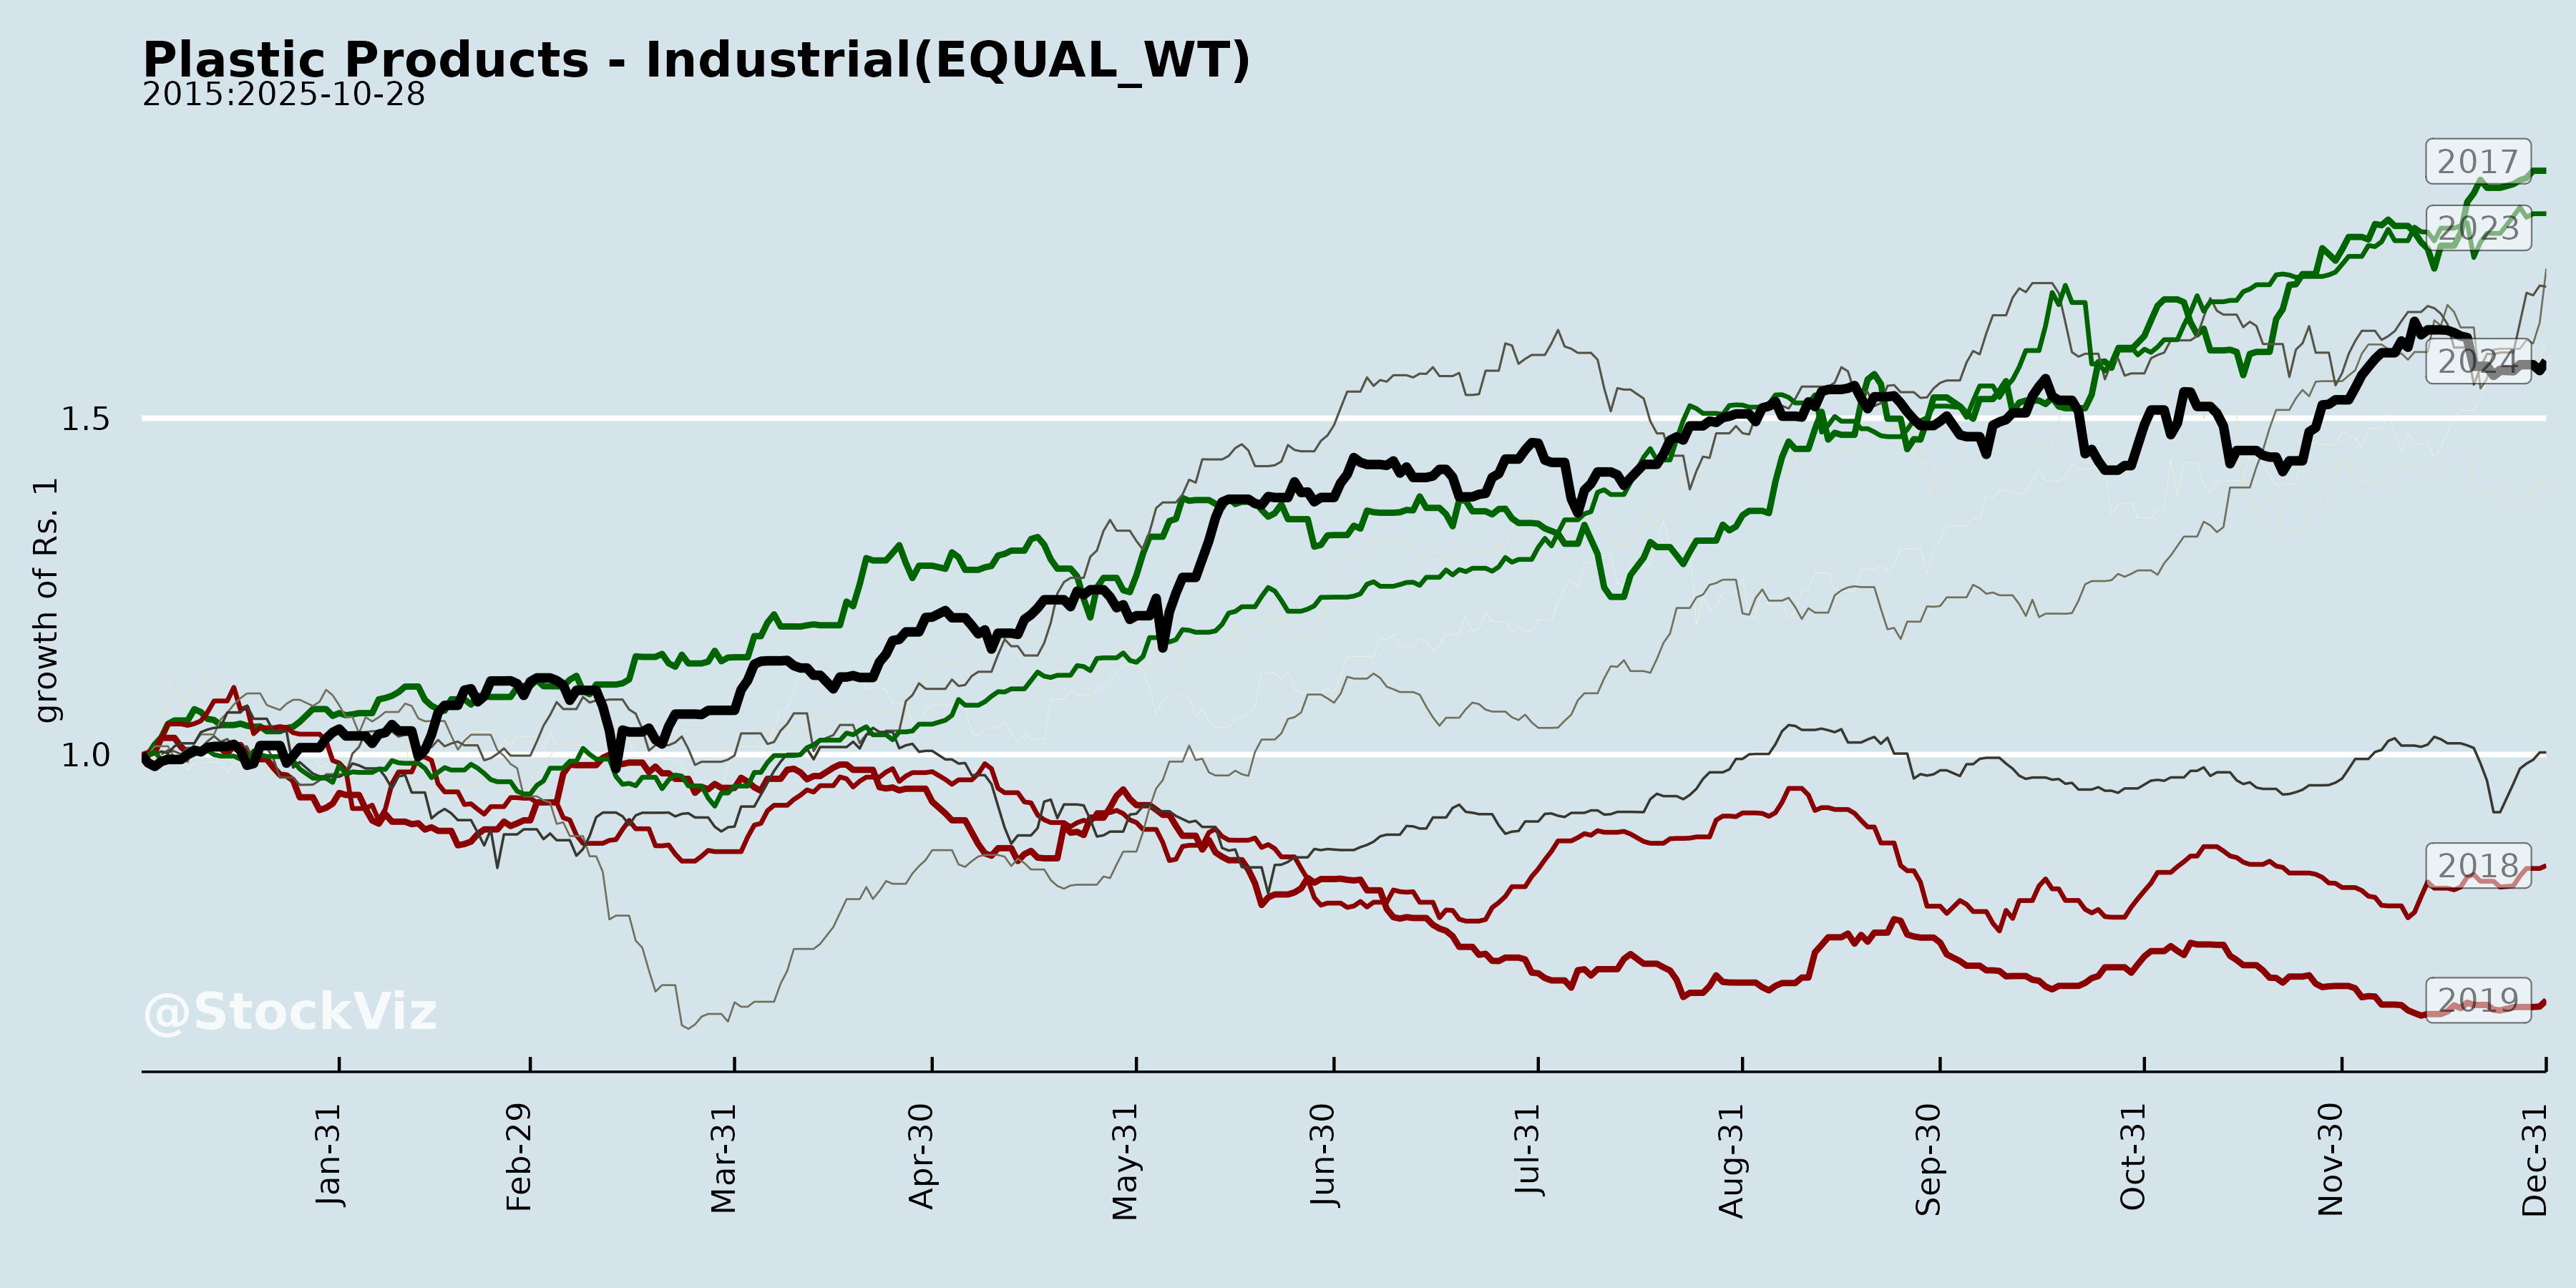 Plastic Products - Industrial(EQUAL_WT)
2015:2025-10-28
2017
2023
1.5
2024
growth of Rs. 1
1.0
2018
2019
@StockViz
Jan-31
Feb-29
Mar-31
Apr-30
May-31
Jun-30
Jul-31
Aug-31
Sep-30
Oct-31
Nov-30
Dec-31